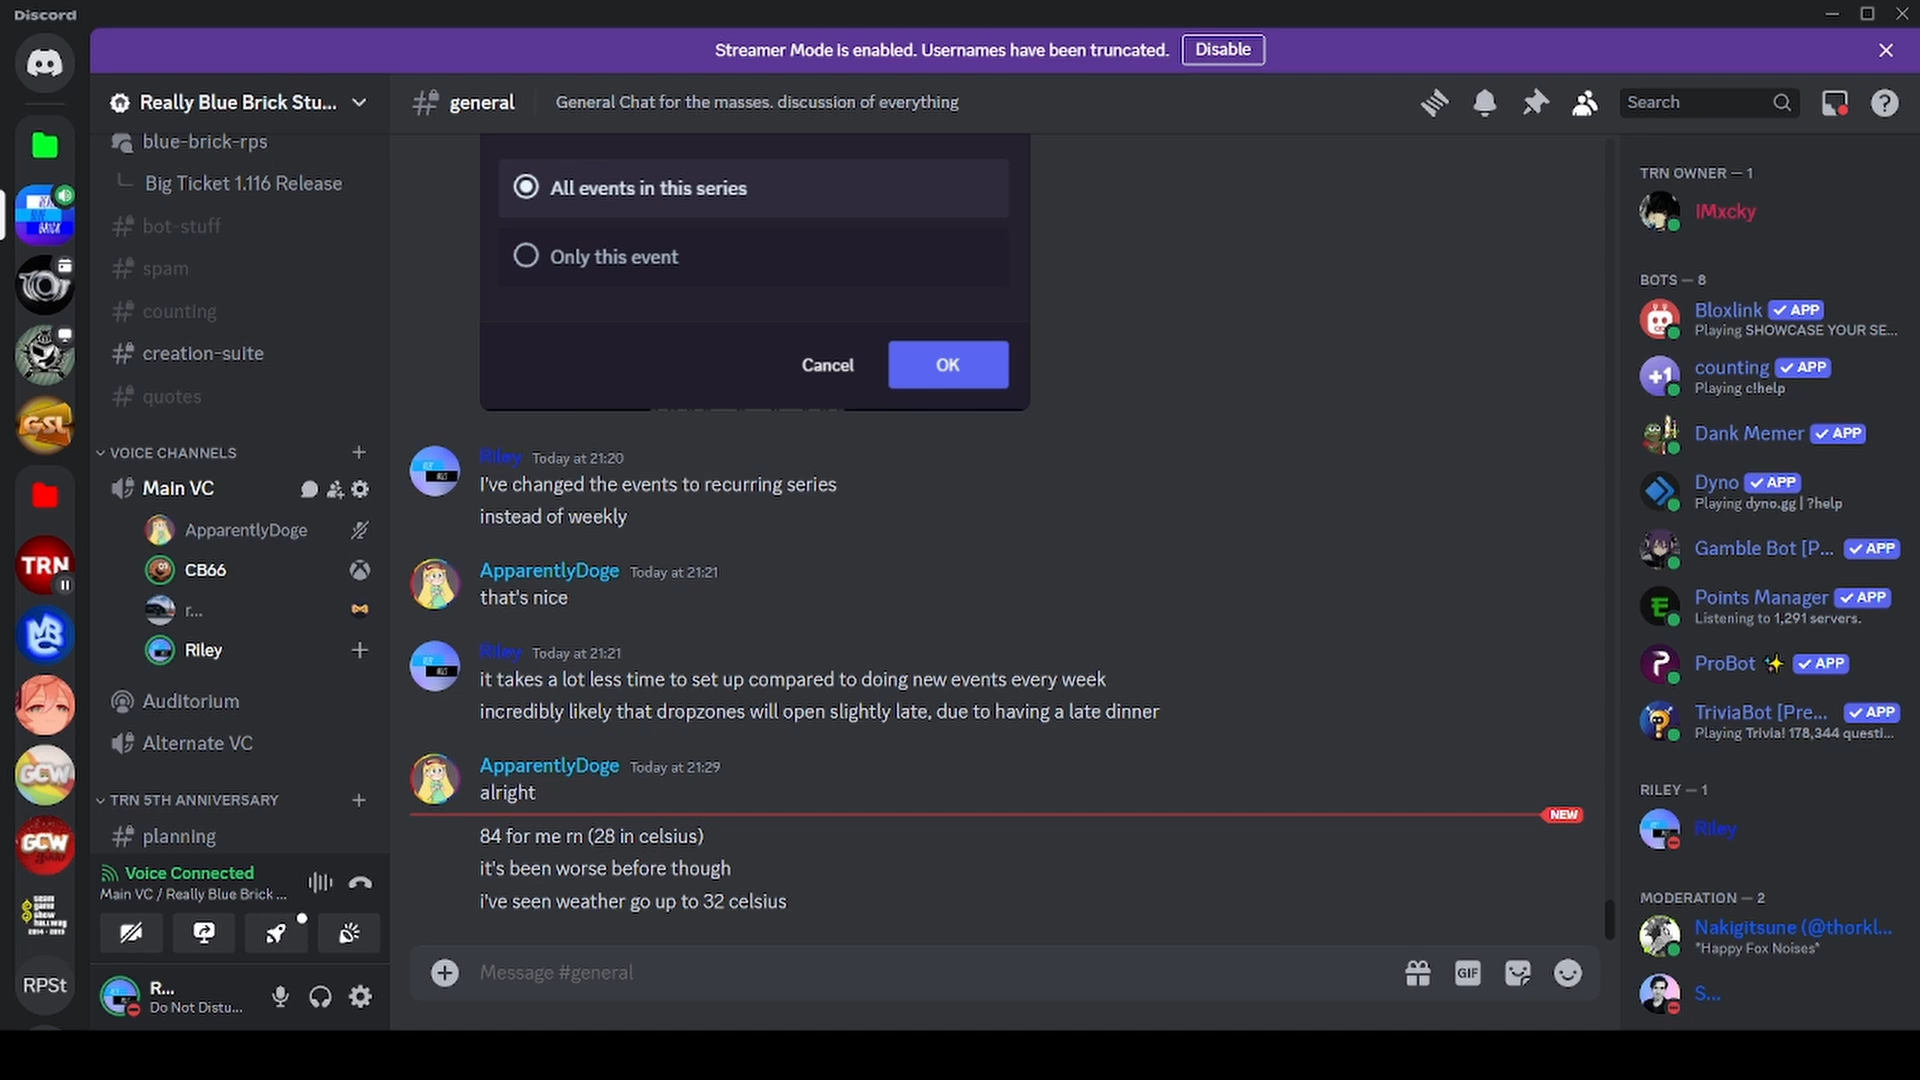 Discord
Streamer Mode is enabled. Usernames have been truncated.
Disable
Really Blue Brick Stu...
general
General Chat for the masses. discussion of everything
Search
blue-brick-rps
Big Ticket 1.116 Release
bot-stuff
spam
counting
creation-suite
quotes
VOICE CHANNELS
Main VC
ApparentlyDoge
CB66
r...
Riley
Auditorium
Alternate VC
TRN 5TH ANNIVERSARY
planning
Voice Connected
Main VC / Really Blue Brick ...
R...
Do Not Distu...
BRICK
GSL
TRN
MB
GCW
GCW
RPSt
All events in this series
Only this event
Cancel
OK
Riley Today at 21:20
I've changed the events to recurring series
instead of weekly
ApparentlyDoge Today at 21:21
that's nice
Riley Today at 21:21
it takes a lot less time to set up compared to doing new events every week
incredibly likely that dropzones will open slightly late, due to having a late dinner
ApparentlyDoge Today at 21:29
alright
NEW
84 for me rn (28 in celsius)
it's been worse before though
i've seen weather go up to 32 celsius
Message #general
GIF
TRN OWNER — 1
IMxcky
BOTS — 8
Bloxlink APP
Playing SHOWCASE YOUR SE...
counting APP
Playing c!help
+1
Dank Memer APP
Dyno APP
Playing dyno.gg | ?help
Gamble Bot [P... APP
Points Manager APP
Listening to 1,291 servers.
ProBot ✨ APP
TriviaBot [Pre... APP
Playing Trivia! 178,344 questi...
RILEY — 1
Riley
MODERATION — 2
Nakigitsune (@thorkl...
*Happy Fox Noises*
S...